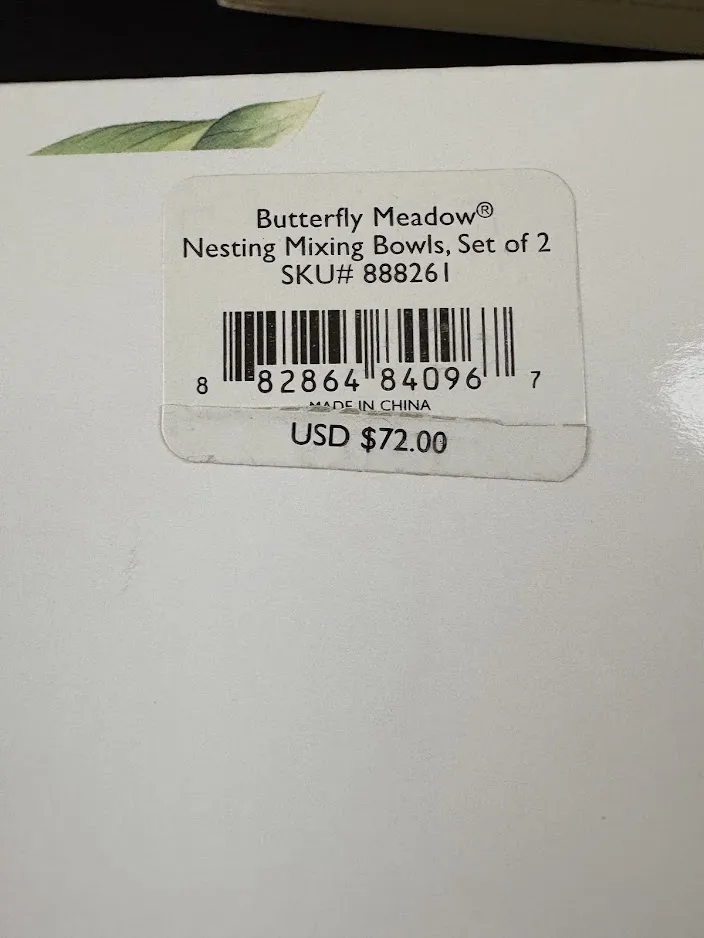 Butterfly Meadow®
Nesting Mixing Bowls, Set of 2
SKU# 888261
8 82864 84096 7
MADE IN CHINA
USD $72.00